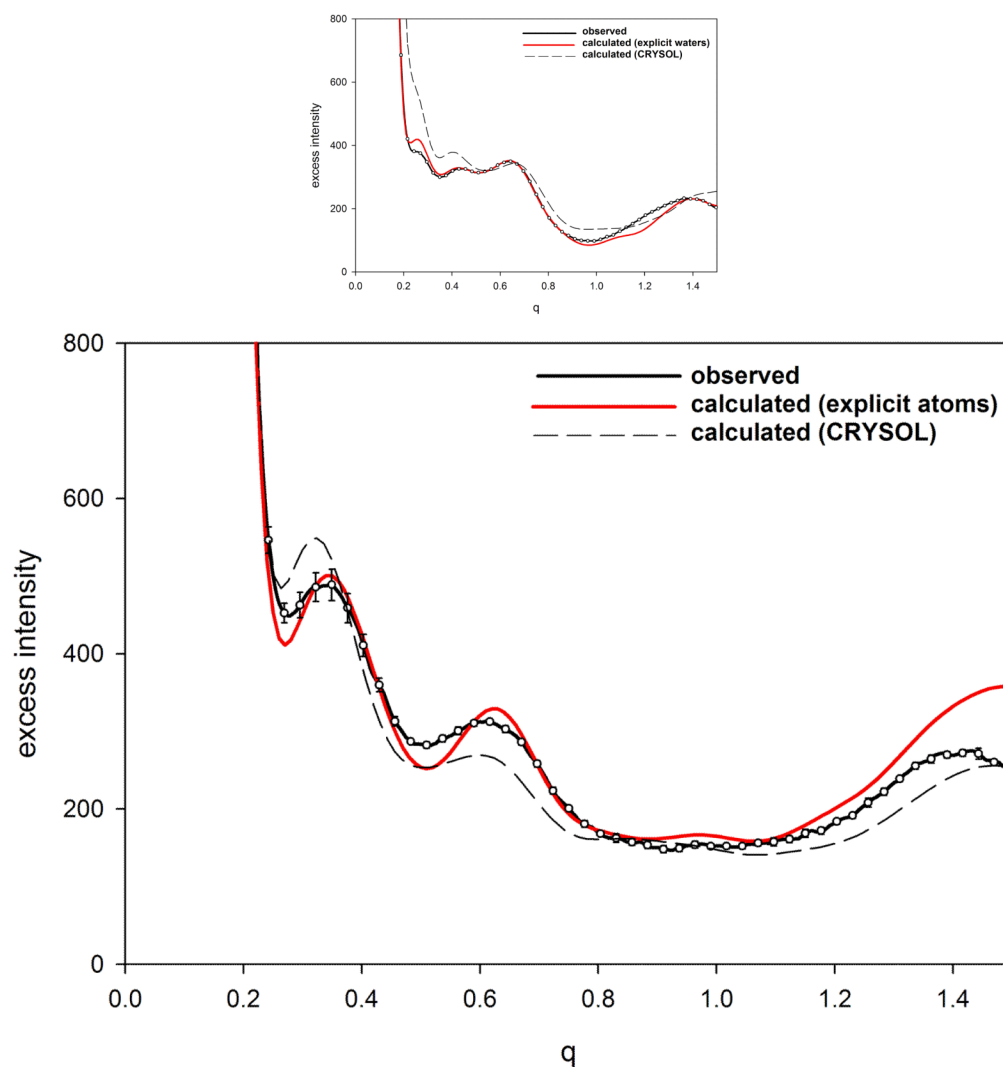 800
observed
calculated (explicit waters)
calculated (CRYSOL)
600
excess intensity
400
200
0
0.0 0.2 0.4 0.6 0.8 1.0 1.2 1.4
q
800
observed
calculated (explicit atoms)
calculated (CRYSOL)
600
excess intensity
400
200
0
0.0 0.2 0.4 0.6 0.8 1.0 1.2 1.4
q